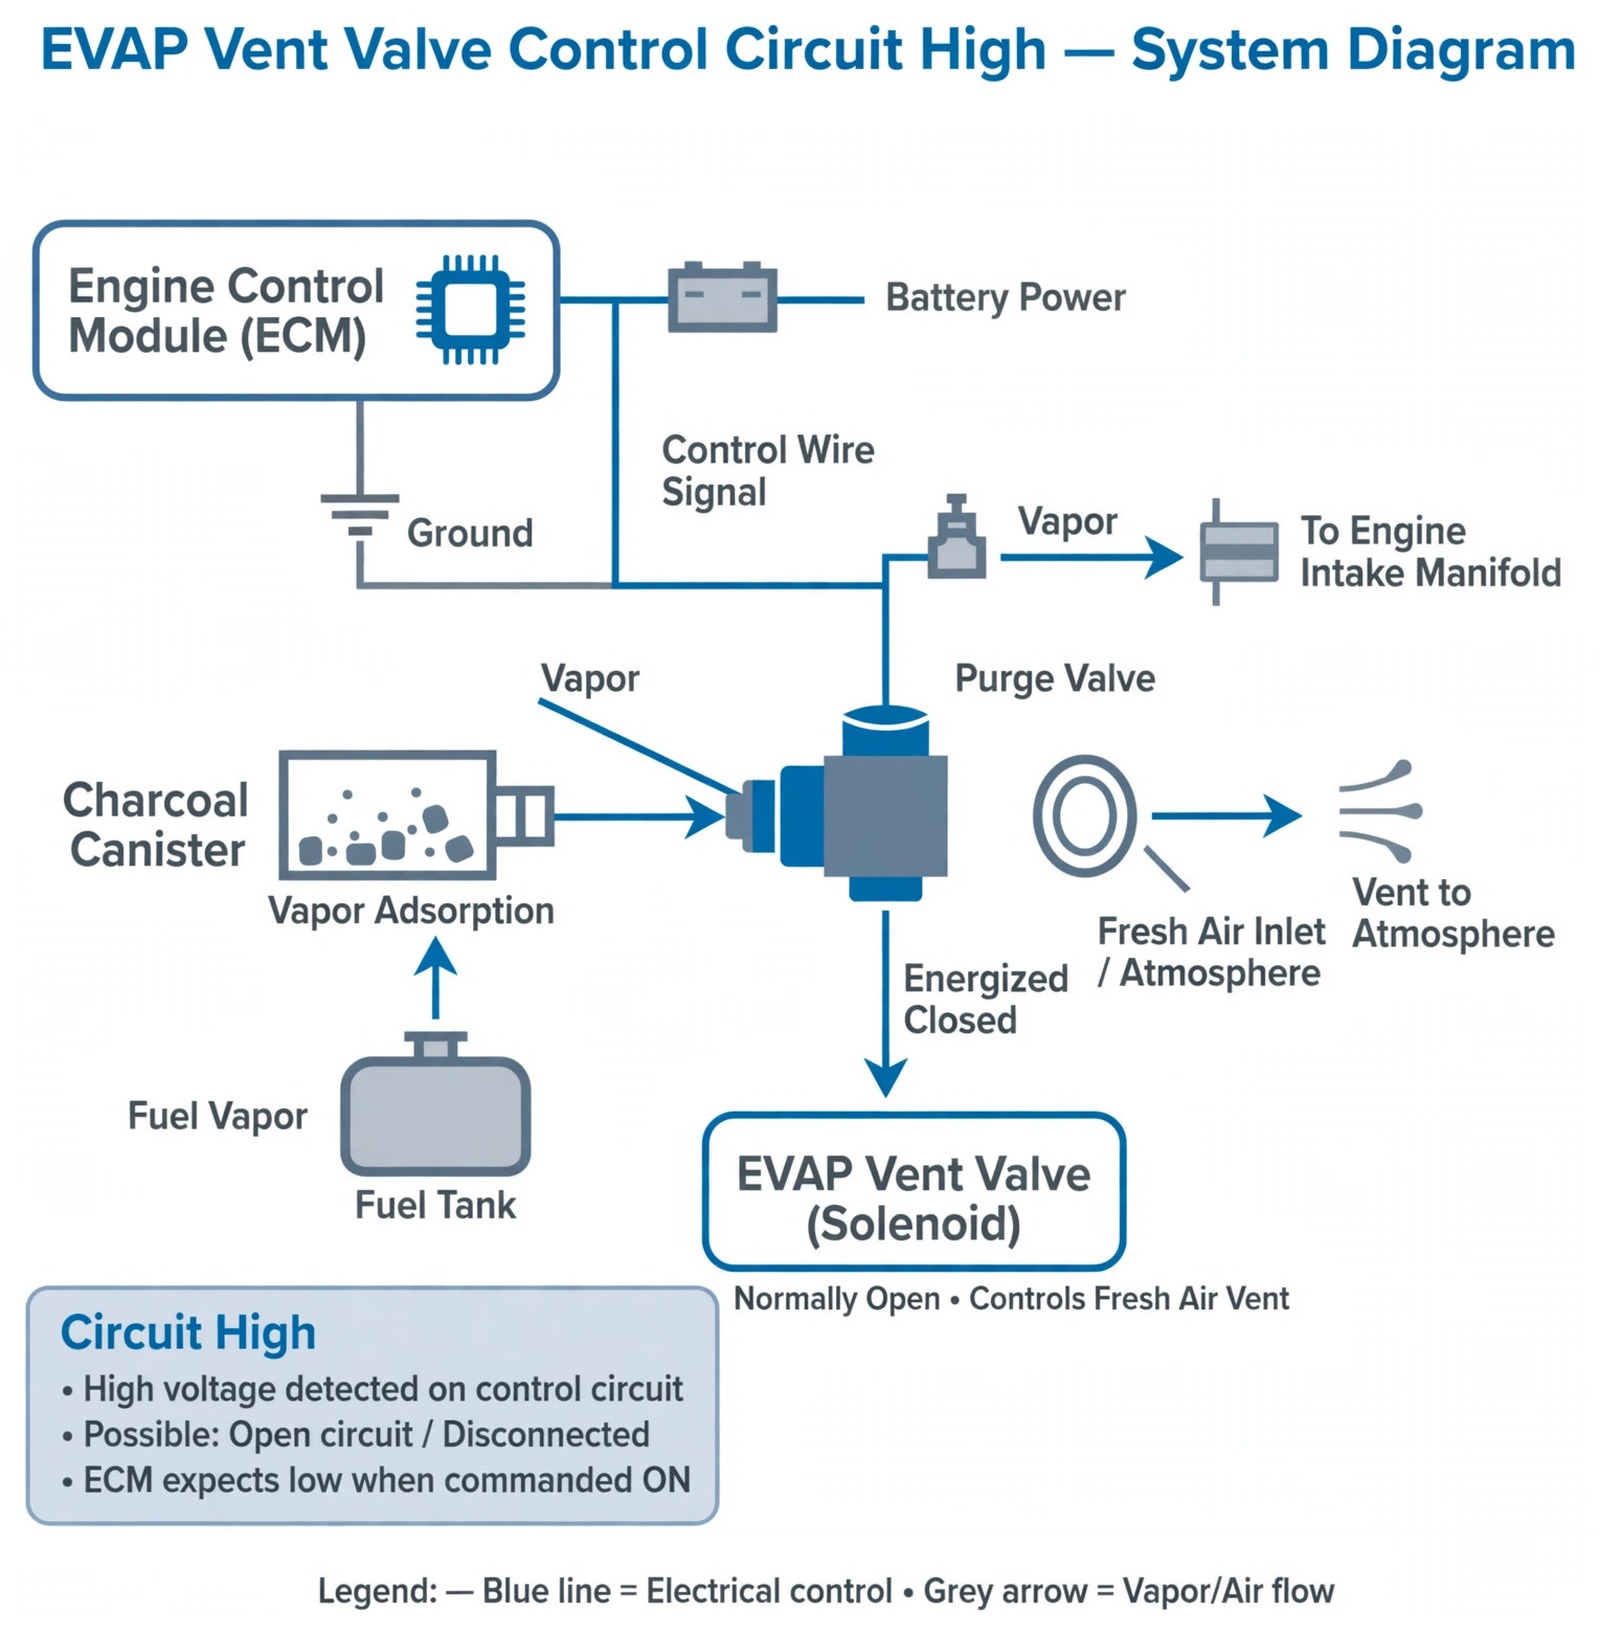 EVAP Vent Valve Control Circuit High — System Diagram
Engine Control
Module (ECM)
Battery Power
Control Wire
Signal
Ground
Vapor
To Engine
Intake Manifold
Vapor
Purge Valve
Charcoal
Canister
Vapor Adsorption
Fresh Air Inlet
/ Atmosphere
Vent to
Atmosphere
Energized
Closed
Fuel Vapor
Fuel Tank
EVAP Vent Valve
(Solenoid)
Normally Open • Controls Fresh Air Vent
Circuit High
• High voltage detected on control circuit
• Possible: Open circuit / Disconnected
• ECM expects low when commanded ON
Legend: — Blue line = Electrical control • Grey arrow = Vapor/Air flow